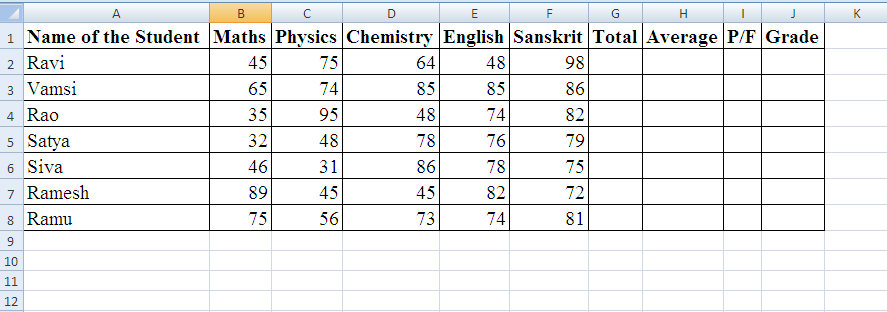 A B C D E F G H I J K
1 Name of the Student Maths Physics Chemistry English Sanskrit Total Average P/F Grade
2 Ravi 45 75 64 48 98
3 Vamsi 65 74 85 85 86
4 Rao 35 95 48 74 82
5 Satya 32 48 78 76 79
6 Siva 46 31 86 78 75
7 Ramesh 89 45 45 82 72
8 Ramu 75 56 73 74 81
9
10
11
12